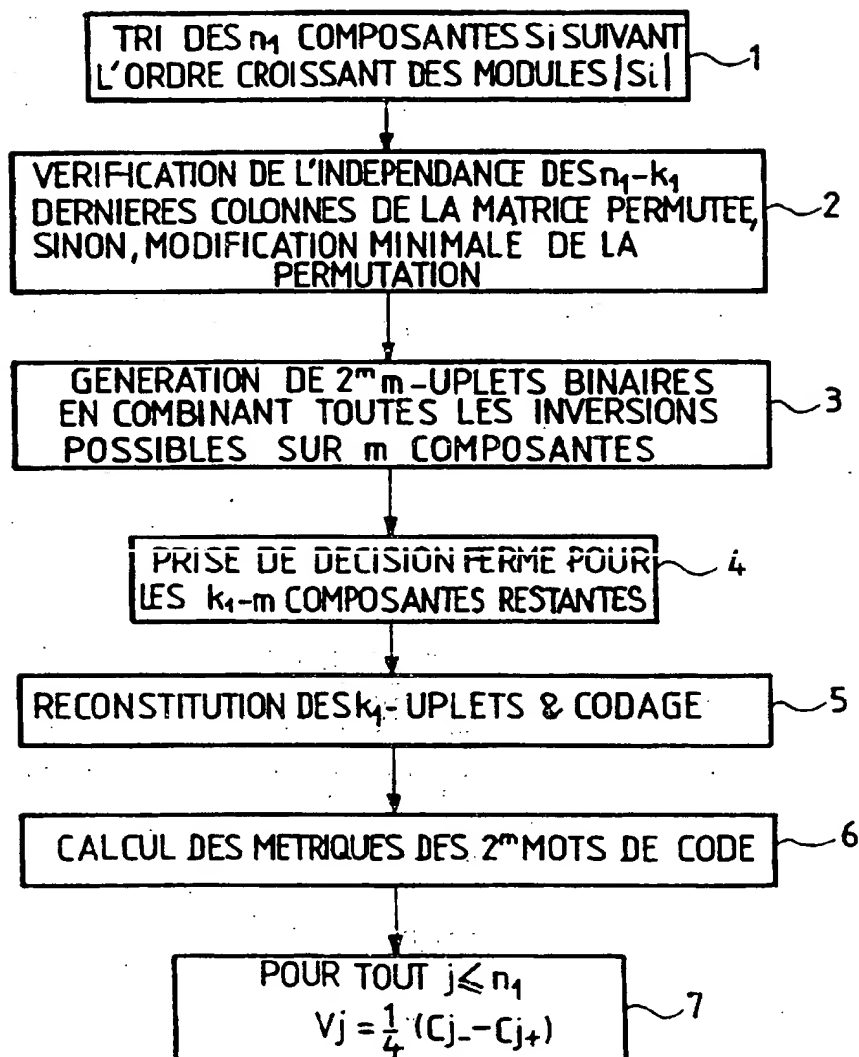 TRI DES n₁ COMPOSANTES Si SUIVANT
L'ORDRE CROISSANT DES MODULES |Si|
1
VERIFICATION DE L'INDEPENDANCE DES n₁-k₁
DERNIERES COLONNES DE LA MATRICE PERMUTEE,
SINON, MODIFICATION MINIMALE DE LA
PERMUTATION
2
GENERATION DE 2ᵐ m-UPLETS BINAIRES
EN COMBINANT TOUTES LES INVERSIONS
POSSIBLES SUR m COMPOSANTES
3
PRISE DE DECISION FERME POUR
LES k₁-m COMPOSANTES RESTANTES
4
RECONSTITUTION DES k₁- UPLETS & CODAGE
5
CALCUL DES METRIQUES DES 2ᵐ MOTS DE CODE
6
POUR TOUT j⩽n₁
Vj = 1/4 (Cj₋-Cj₊)
7